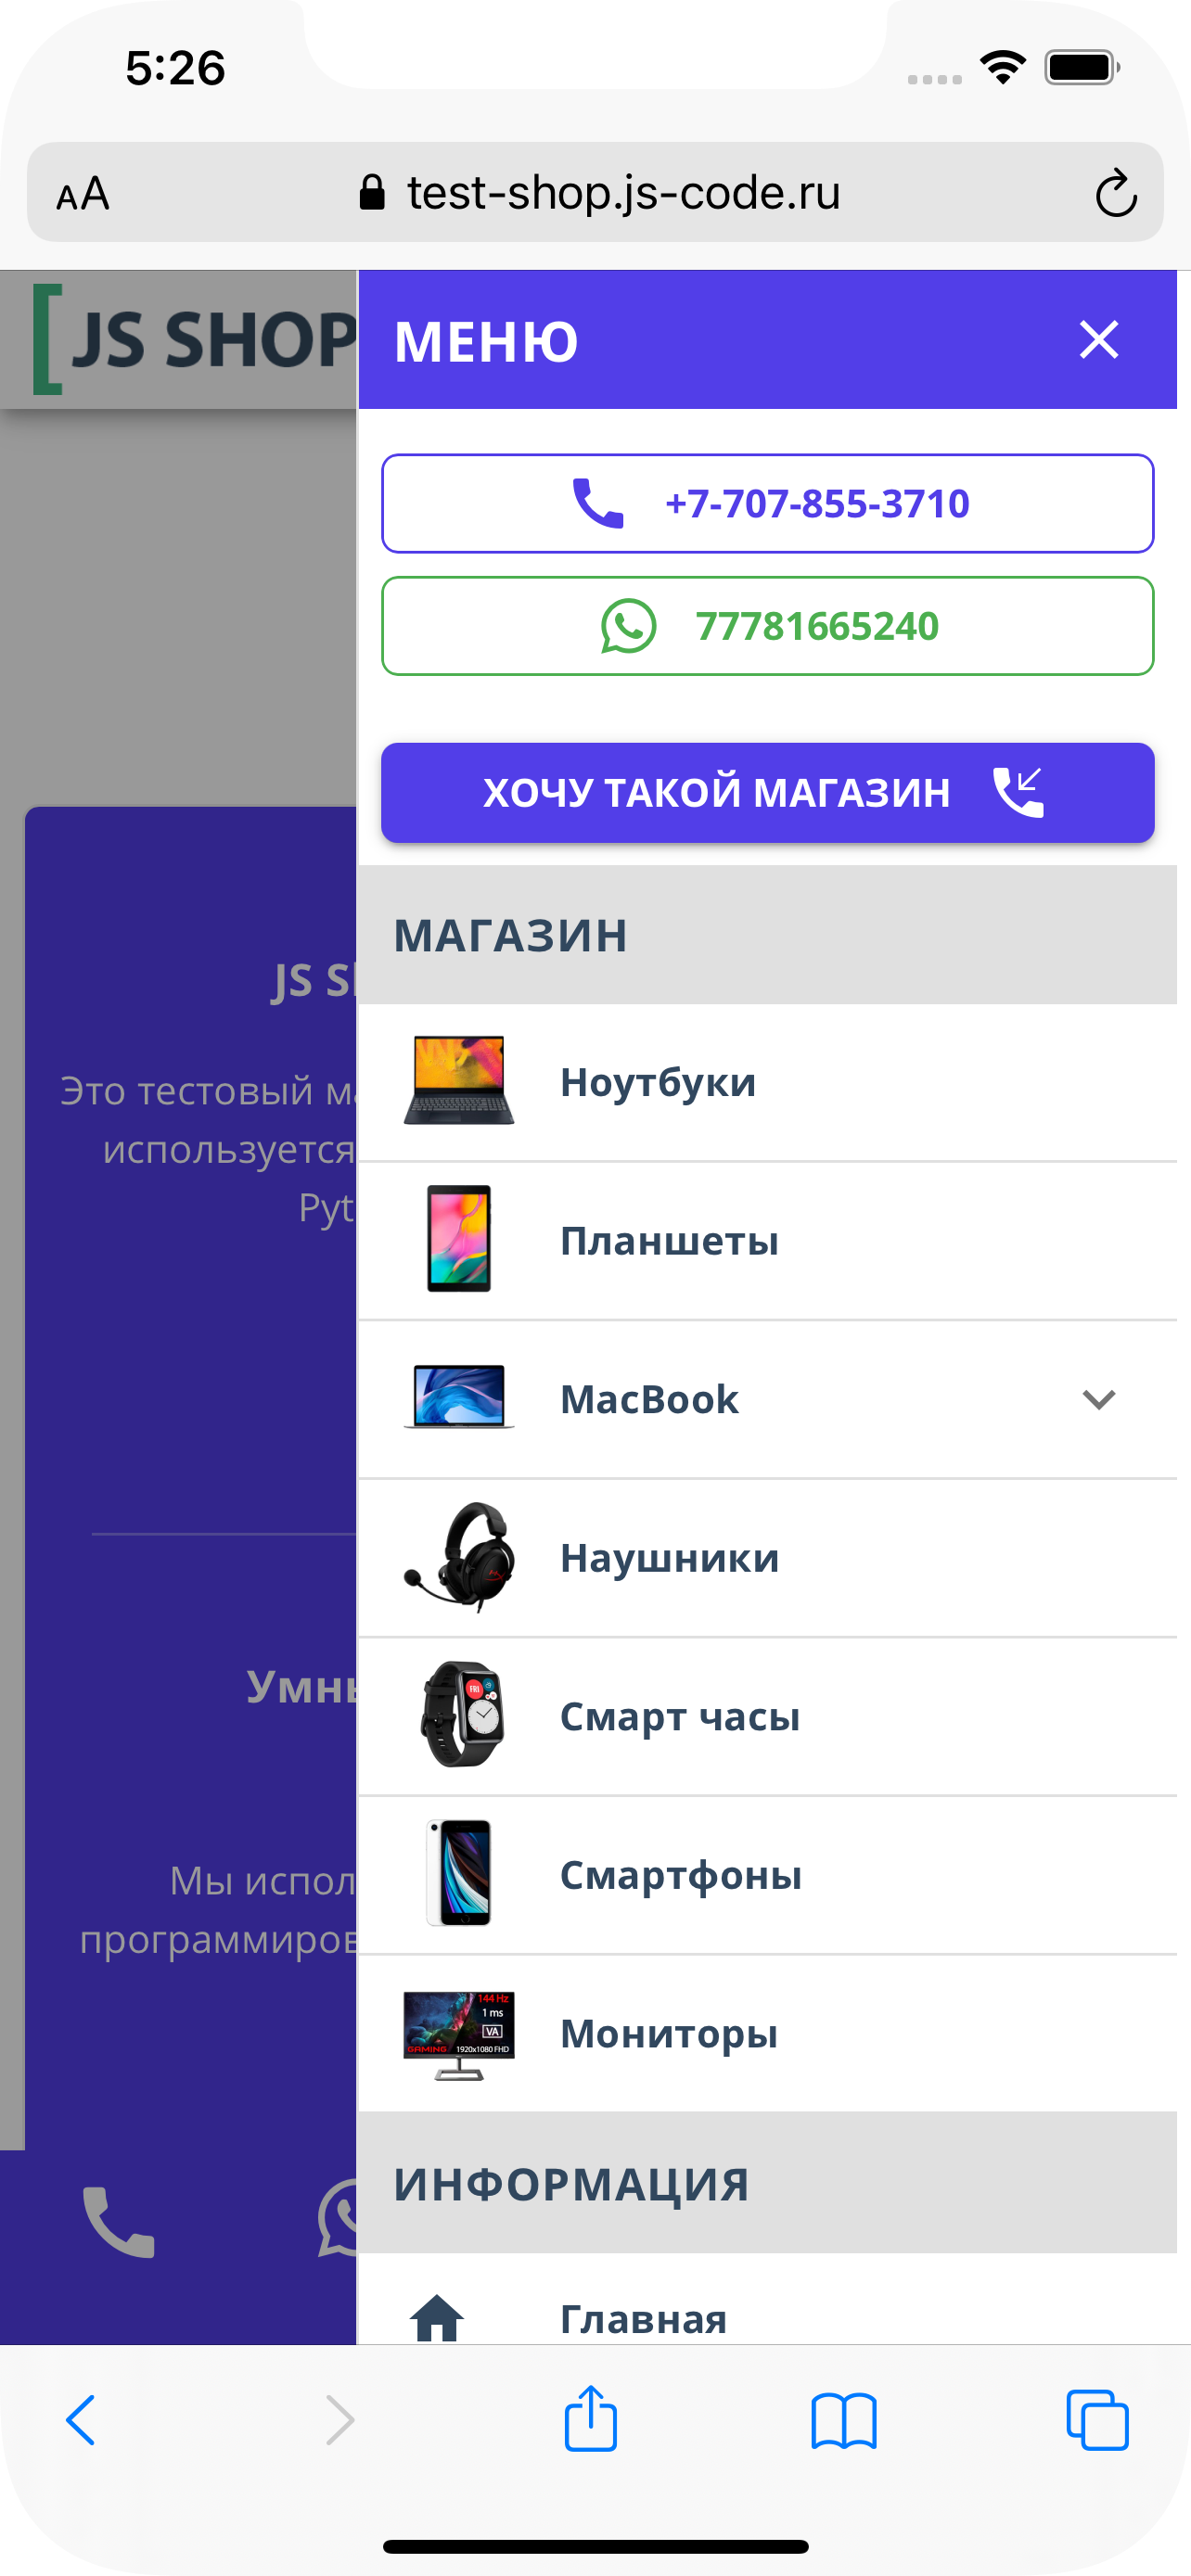 5:26
AA test-shop.js-code.ru
[JS SHOP
МЕНЮ
+7-707-855-3710
77781665240
ХОЧУ ТАКОЙ МАГАЗИН
МАГАЗИН
Ноутбуки
Планшеты
MacBook
Наушники
Смарт часы
FRI
Смартфоны
Мониторы
144 Hz
1 ms
VA
GAMING 1920x1080 FHD
ИНФОРМАЦИЯ
Главная
JS
Это тестовый
используется
Pyt
Умн
Мы испол
программиров